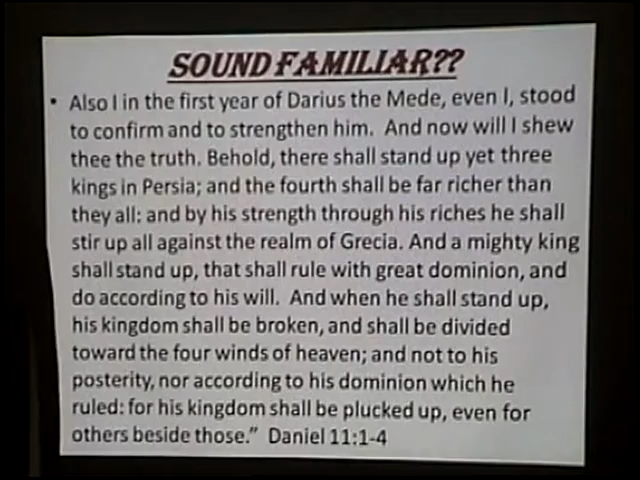 SOUND FAMILIAR??
• Also I in the first year of Darius the Mede, even I, stood
to confirm and to strengthen him. And now will I shew
thee the truth. Behold, there shall stand up yet three
kings in Persia; and the fourth shall be far richer than
they all: and by his strength through his riches he shall
stir up all against the realm of Grecia. And a mighty king
shall stand up, that shall rule with great dominion, and
do according to his will. And when he shall stand up,
his kingdom shall be broken, and shall be divided
toward the four winds of heaven; and not to his
posterity, nor according to his dominion which he
ruled: for his kingdom shall be plucked up, even for
others beside those.” Daniel 11:1-4